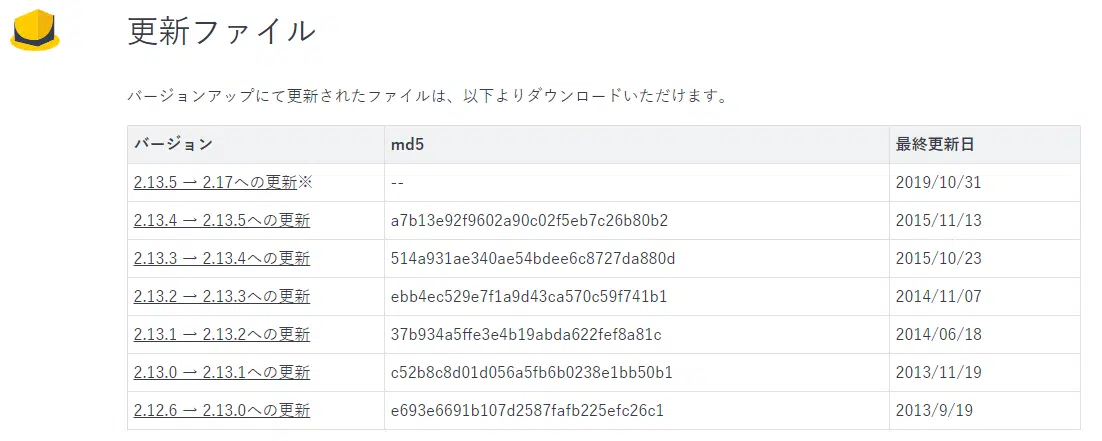 更新ファイル
バージョンアップにて更新されたファイルは、以下よりダウンロードいただけます。
バージョン md5 最終更新日
2.13.5 → 2.17への更新※ -- 2019/10/31
2.13.4 → 2.13.5への更新 a7b13e92f9602a90c02f5eb7c26b80b2 2015/11/13
2.13.3 → 2.13.4への更新 514a931ae340ae54bdee6c8727da880d 2015/10/23
2.13.2 → 2.13.3への更新 ebb4ec529e7f1a9d43ca570c59f741b1 2014/11/07
2.13.1 → 2.13.2への更新 37b934a5ffe3e4b19abda622fef8a81c 2014/06/18
2.13.0 → 2.13.1への更新 c52b8c8d01d056a5fb6b0238e1bb50b1 2013/11/19
2.12.6 → 2.13.0への更新 e693e6691b107d2587fafb225efc26c1 2013/9/19